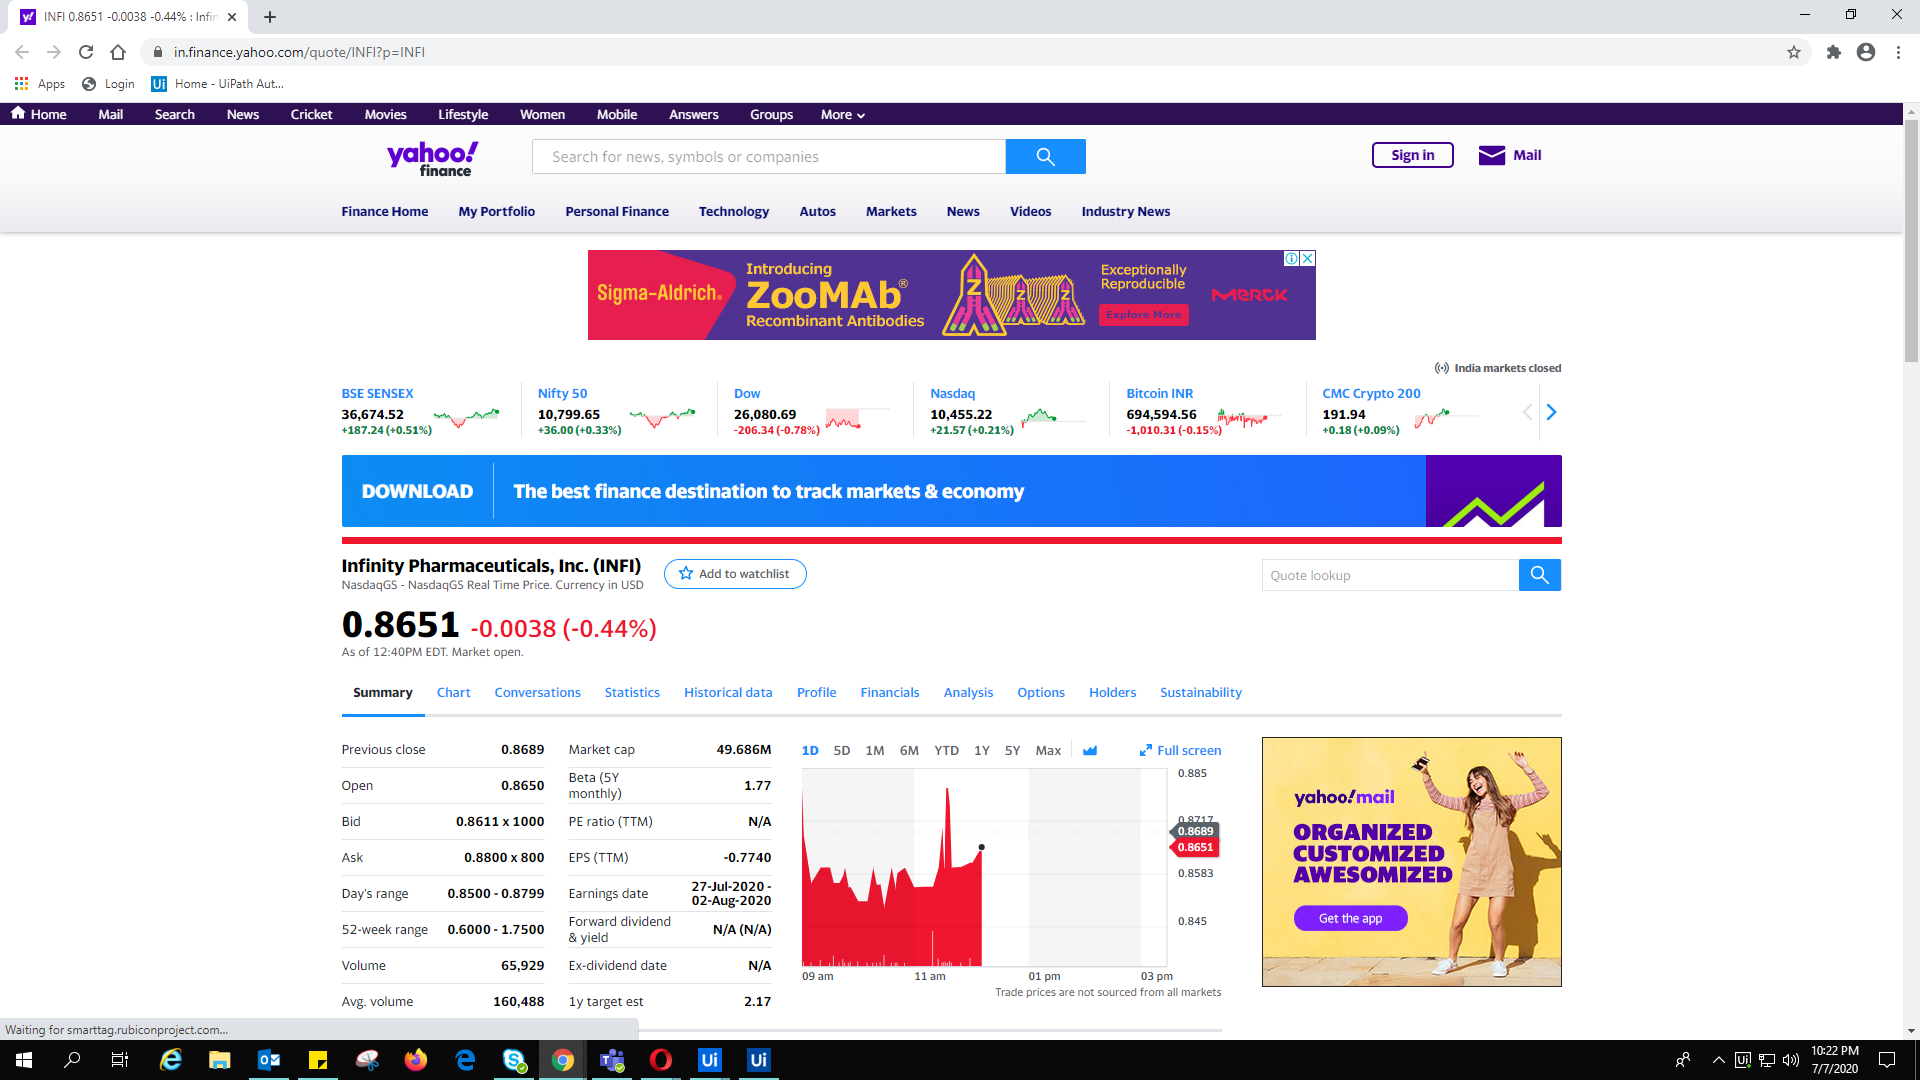 INFI 0.8651 -0.0038 -0.44% : Infin
in.finance.yahoo.com/quote/INFI?p=INFI
Apps Login Ui Home - UiPath Aut...
Home Mail Search News Cricket Movies Lifestyle Women Mobile Answers Groups More
yahoo!
finance
Search for news, symbols or companies
Sign in Mail
Finance Home My Portfolio Personal Finance Technology Autos Markets News Videos Industry News
Sigma-Aldrich.
Introducing
ZooMAb®
Recombinant Antibodies
Z Z Z
Exceptionally
Reproducible
Explore More
MERCK
India markets closed
BSE SENSEX
36,674.52
+187.24 (+0.51%)
Nifty 50
10,799.65
+36.00 (+0.33%)
Dow
26,080.69
-206.34 (-0.78%)
Nasdaq
10,455.22
+21.57 (+0.21%)
Bitcoin INR
694,594.56
-1,010.31 (-0.15%)
CMC Crypto 200
191.94
+0.18 (+0.09%)
DOWNLOAD The best finance destination to track markets & economy
Infinity Pharmaceuticals, Inc. (INFI)
NasdaqGS - NasdaqGS Real Time Price. Currency in USD
Add to watchlist
Quote lookup
0.8651 -0.0038 (-0.44%)
As of 12:40PM EDT. Market open.
Summary Chart Conversations Statistics Historical data Profile Financials Analysis Options Holders Sustainability
Previous close 0.8689
Open 0.8650
Bid 0.8611 x 1000
Ask 0.8800 x 800
Day's range 0.8500 - 0.8799
52-week range 0.6000 - 1.7500
Volume 65,929
Avg. volume 160,488
Market cap 49.686M
Beta (5Y
monthly) 1.77
PE ratio (TTM) N/A
EPS (TTM) -0.7740
Earnings date 27-Jul-2020 -
02-Aug-2020
Forward dividend
& yield N/A (N/A)
Ex-dividend date N/A
1y target est 2.17
1D 5D 1M 6M YTD 1Y 5Y Max Full screen
0.885
0.8717
0.8689
0.8651
0.8583
0.845
09 am 11 am 01 pm 03 pm
Trade prices are not sourced from all markets
yahoo!mail
ORGANIZED
CUSTOMIZED
AWESOMIZED
Get the app
Waiting for smarttag.rubiconproject.com...
Ui Ui
Ui
10:22 PM
7/7/2020